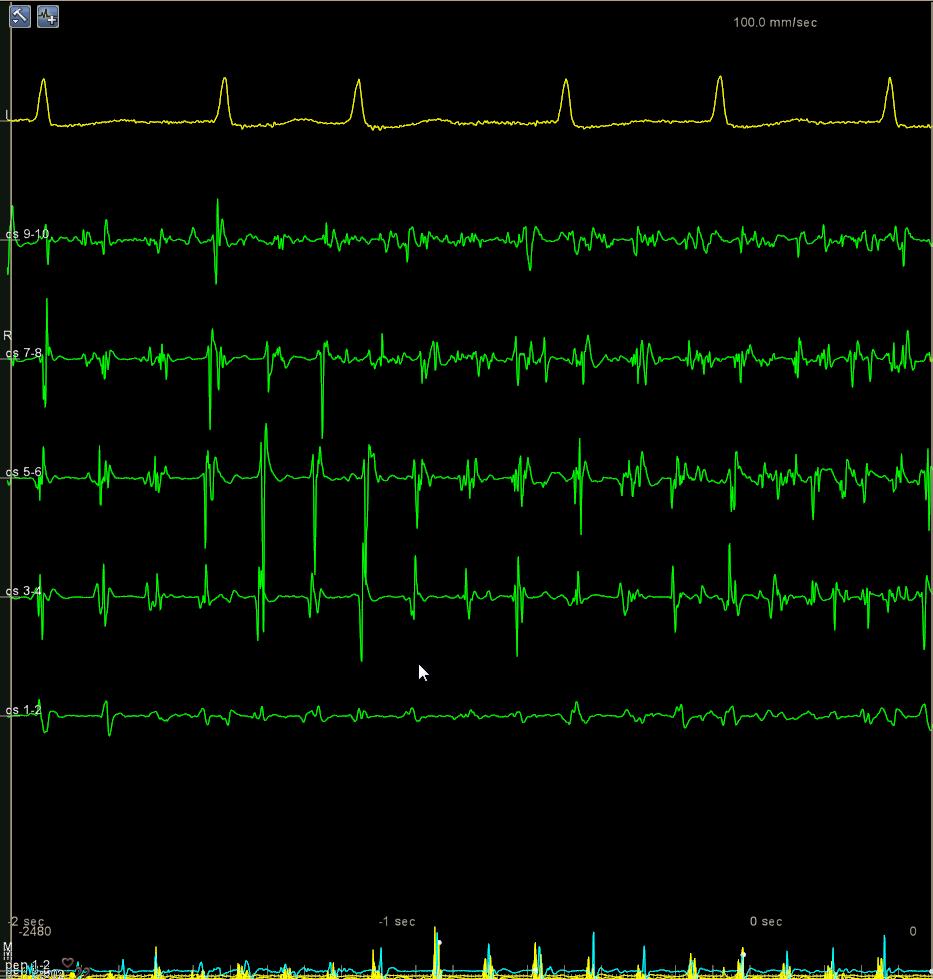 100.0 mm/sec
I
cs 9-10
R
cs 7-8
cs 5-6
cs 3-4
cs 1-2
-2 sec
-1 sec
0 sec
-2480
0
M
pen 1-2